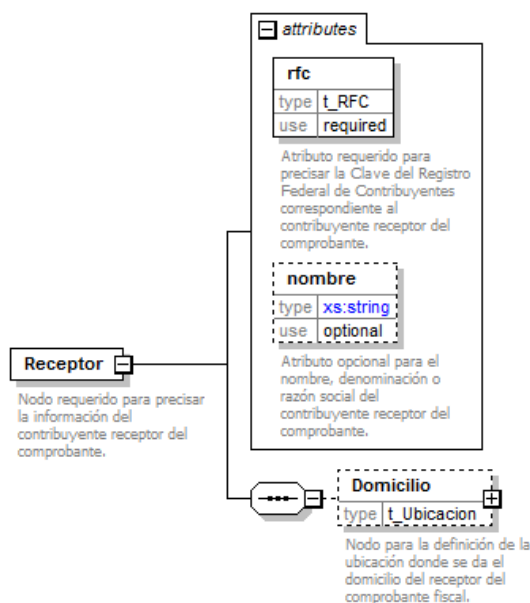 attributes
rfc
type t_RFC
use required
Atributo requerido para
precisar la Clave del Registro
Federal de Contribuyentes
correspondiente al
contribuyente receptor del
comprobante.
nombre
type xs:string
use optional
Atributo opcional para el
nombre, denominación o
razón social del
contribuyente receptor del
comprobante.
Receptor
Nodo requerido para precisar
la información del
contribuyente receptor del
comprobante.
Domicilio
type t_Ubicacion
Nodo para la definición de la
ubicación donde se da el
domicilio del receptor del
comprobante fiscal.